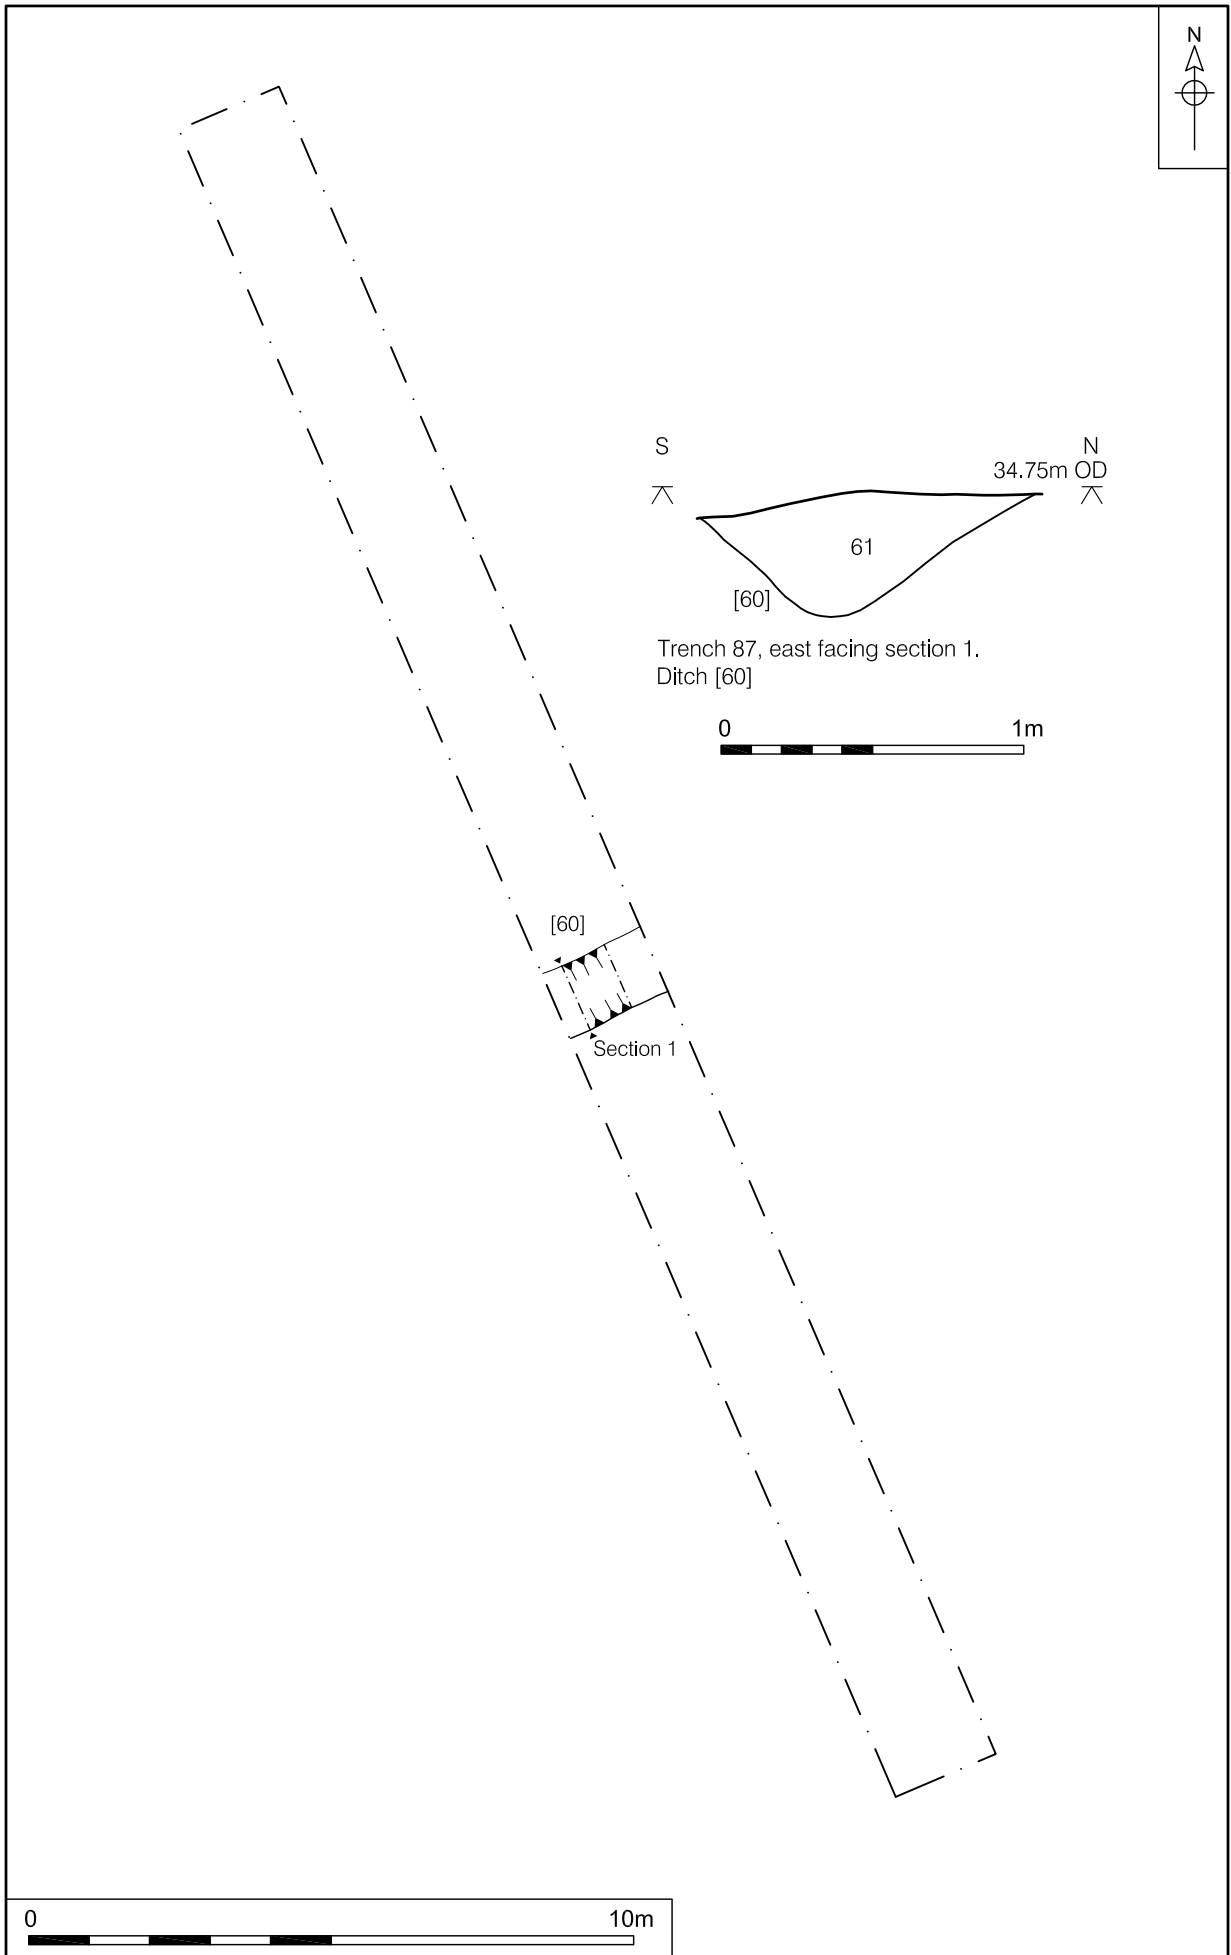 N
S
N
34.75m OD
61
[60]
Trench 87, east facing section 1.
Ditch [60]
0 1m
[60]
Section 1
0 10m